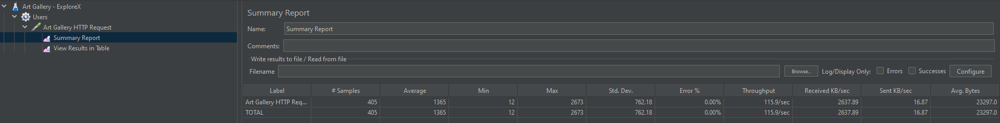 Art Gallery - ExploreX
Users
Art Gallery HTTP Request
Summary Report
View Results in Table
Summary Report
Name: Summary Report
Comments:
Write results to file / Read from file
Filename Browse... Log/Display Only: Errors Successes Configure
Label # Samples Average Min Max Std. Dev. Error % Throughput Received KB/sec Sent KB/sec Avg. Bytes
Art Gallery HTTP Req... 405 1365 12 2673 762.18 0.00% 115.9/sec 2637.89 16.87 23297.0
TOTAL 405 1365 12 2673 762.18 0.00% 115.9/sec 2637.89 16.87 23297.0